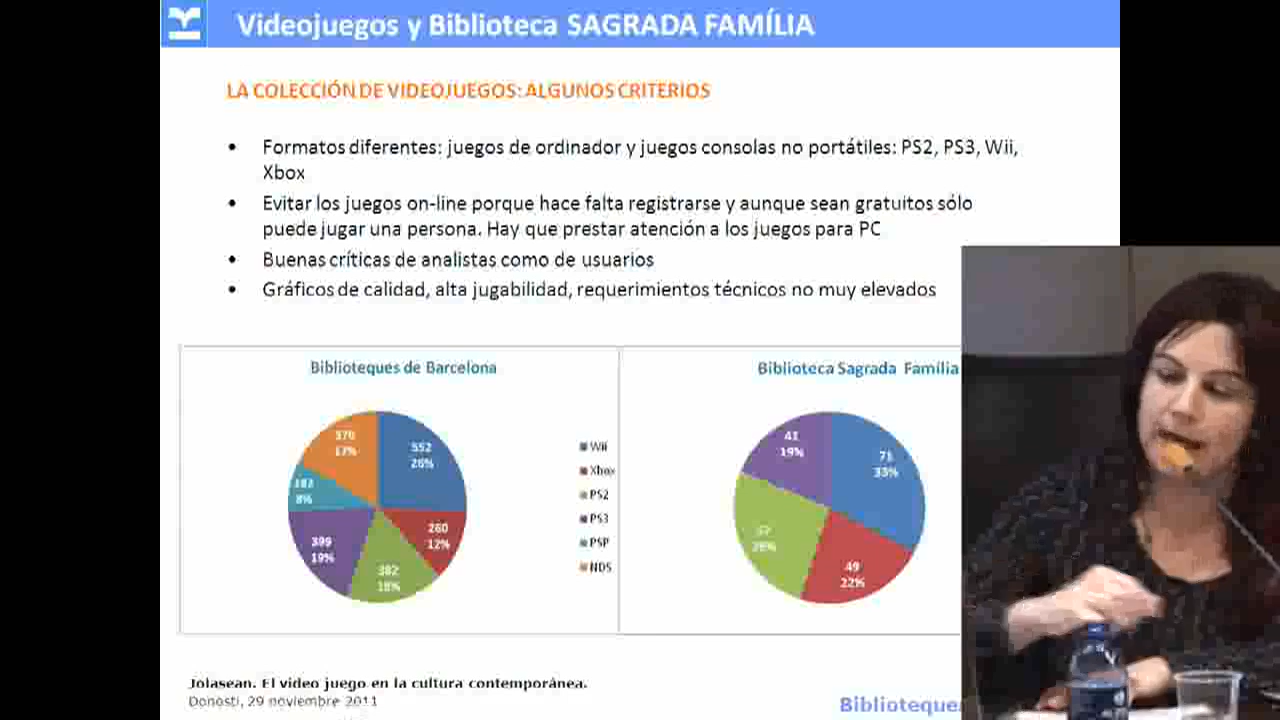 Videojuegos y Biblioteca SAGRADA FAMÍLIA
LA COLECCIÓN DE VIDEOJUEGOS: ALGUNOS CRITERIOS
• Formatos diferentes: juegos de ordinador y juegos consolas no portátiles: PS2, PS3, Wii,
Xbox
• Evitar los juegos on-line porque hace falta registrarse y aunque sean gratuitos sólo
puede jugar una persona. Hay que prestar atención a los juegos para PC
• Buenas críticas de analistas como de usuarios
• Gráficos de calidad, alta jugabilidad, requerimientos técnicos no muy elevados
Biblioteques de Barcelona
552
26%
260
12%
382
18%
399
19%
8%
370
17%
Wii
Xbox
PS2
PS3
PSP
NDS
Biblioteca Sagrada Família
71
33%
49
22%
26%
41
19%
Jolasean. El video juego en la cultura contemporánea.
Donosti, 29 noviembre 2011
Biblioteque